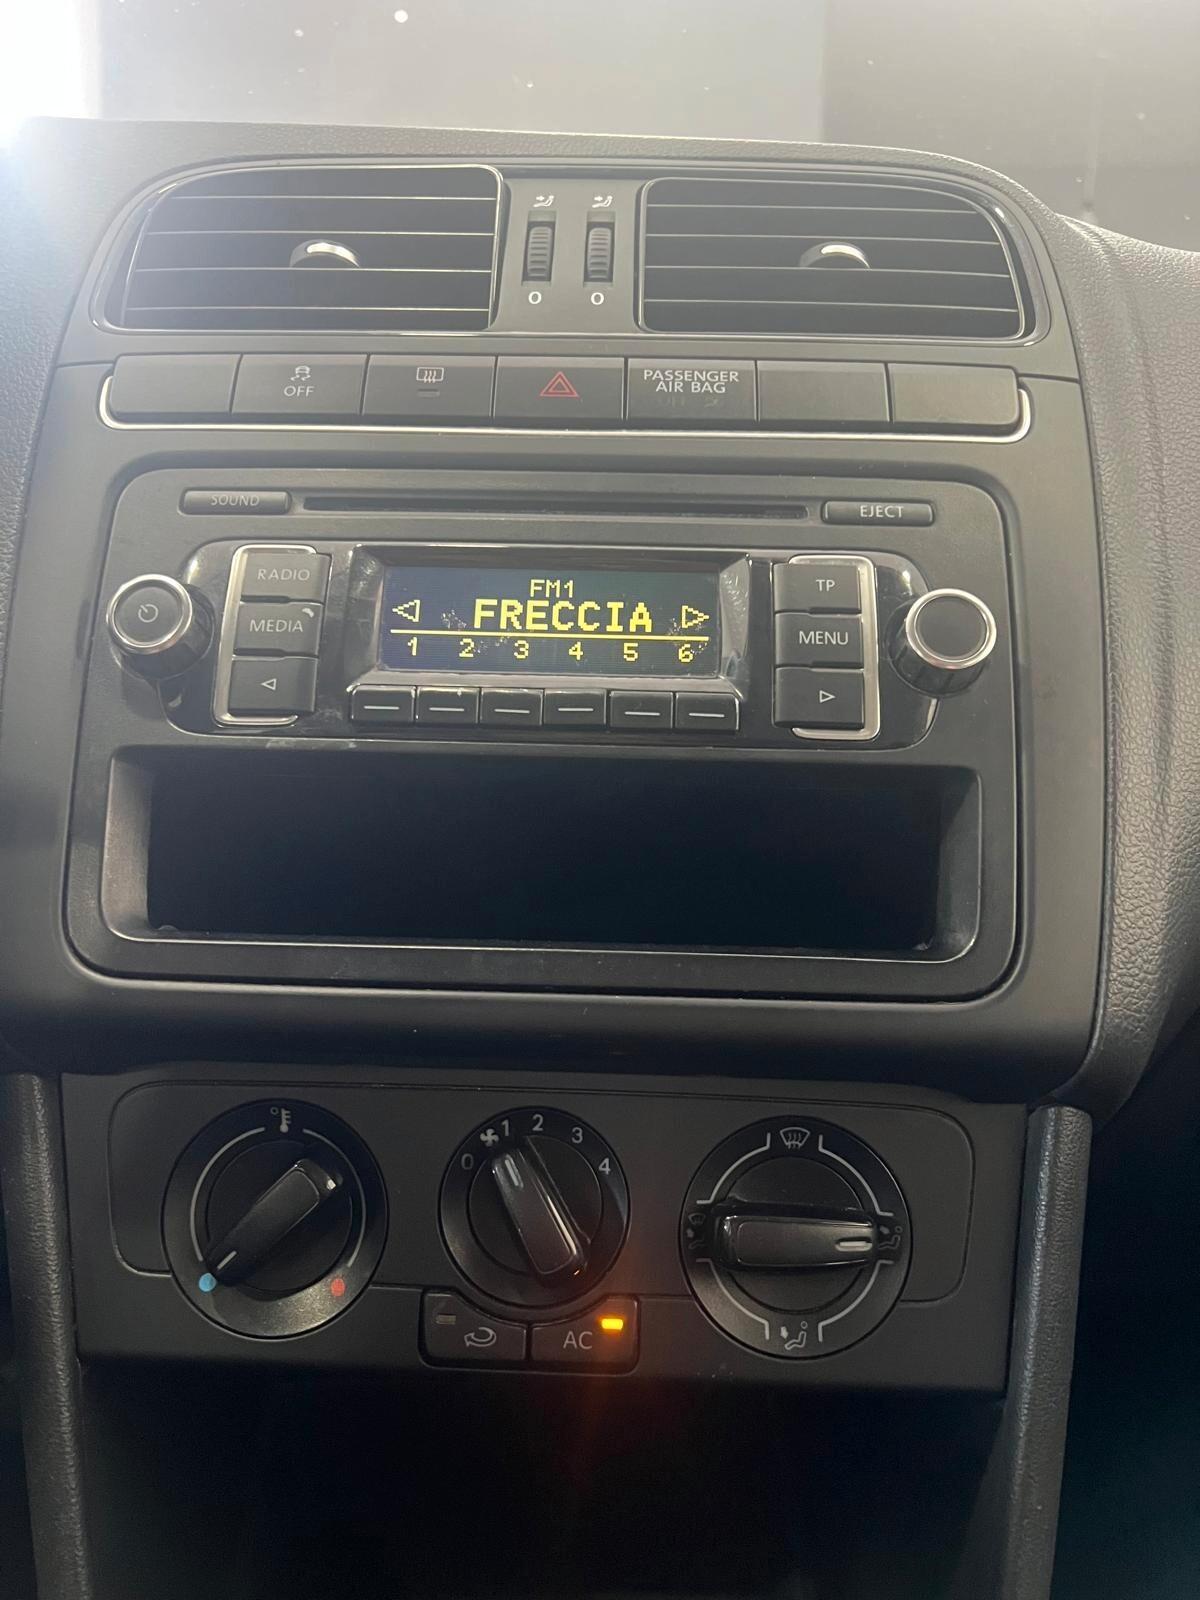 O O
OFF
PASSENGER
AIR BAG
SOUND
EJECT
RADIO
MEDIA
FM1
FRECCIA
1 2 3 4 5 6
TP
MENU
0 1 2 3 4
AC